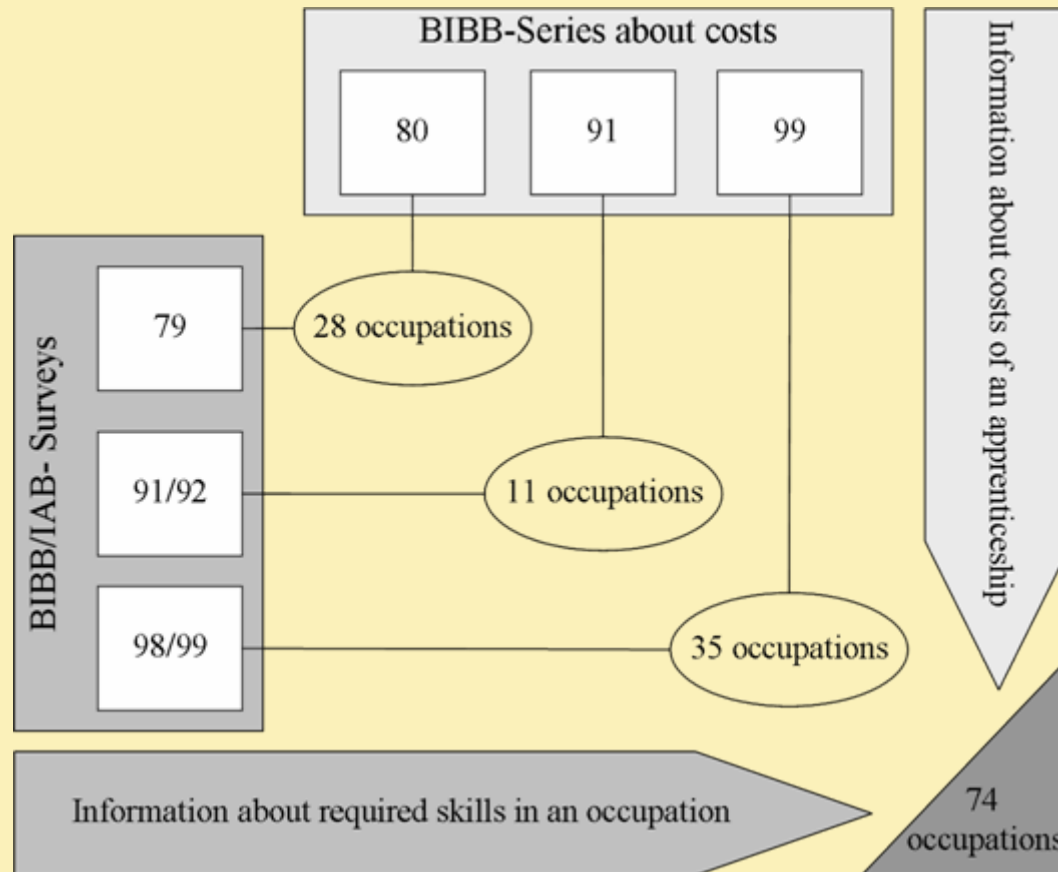 BIBB-Series about costs
80
91
99
Information about costs of an apprenticeship
BIBB/IAB- Surveys
79
28 occupations
91/92
11 occupations
98/99
35 occupations
Information about required skills in an occupation
74
occupations